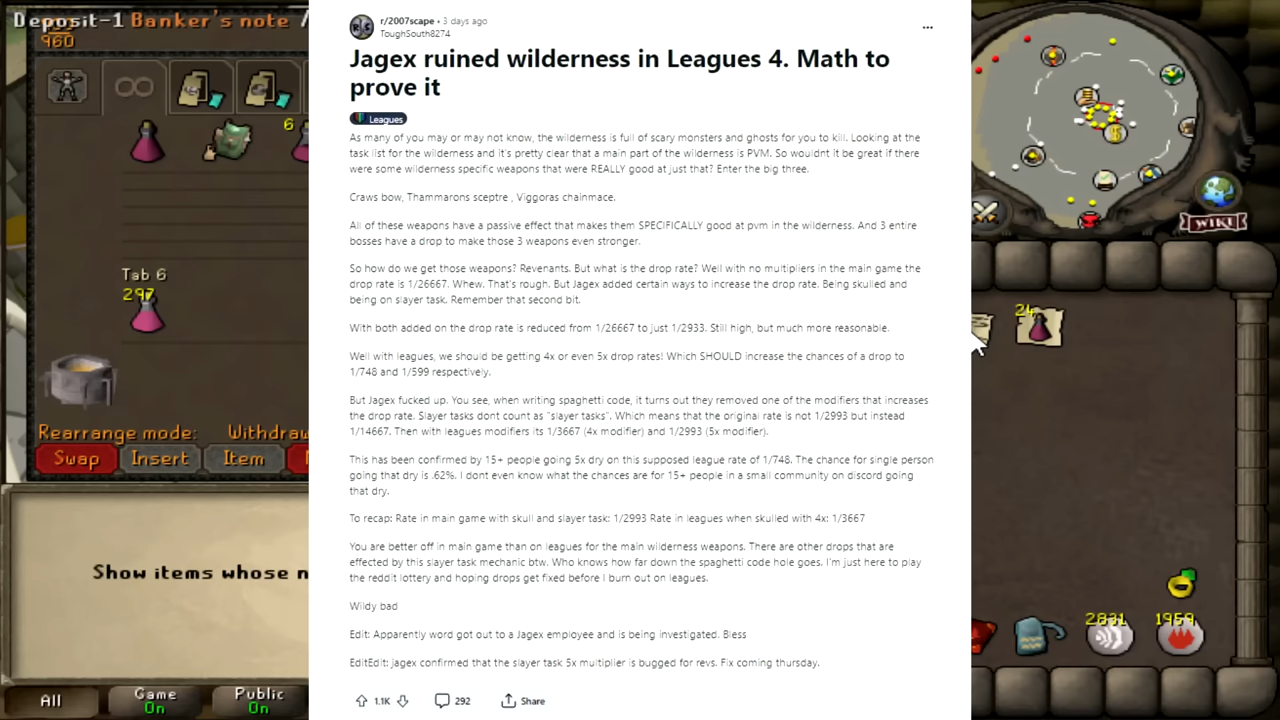 Deposit-1 Banker's note /
960
6
Tab 6
297
Rearrange mode: Withdraw
Swap Insert Item
Show items whose n
All Game On Public On
r/2007scape • 3 days ago
ToughSouth8274
Jagex ruined wilderness in Leagues 4. Math to
prove it
Leagues
As many of you may or may not know, the wilderness is full of scary monsters and ghosts for you to kill. Looking at the
task list for the wilderness and it's pretty clear that a main part of the wilderness is PVM. So wouldnt it be great if there
were some wilderness specific weapons that were REALLY good at just that? Enter the big three.
Craws bow, Thammarons sceptre , Viggoras chainmace.
All of these weapons have a passive effect that makes them SPECIFICALLY good at pvm in the wilderness. And 3 entire
bosses have a drop to make those 3 weapons even stronger.
So how do we get those weapons? Revenants. But what is the drop rate? Well with no multipliers in the main game the
drop rate is 1/26667. Whew. That's rough. But Jagex added certain ways to increase the drop rate. Being skulled and
being on slayer task. Remember that second bit.
With both added on the drop rate is reduced from 1/26667 to just 1/2933. Still high, but much more reasonable.
Well with leagues, we should be getting 4x or even 5x drop rates! Which SHOULD increase the chances of a drop to
1/748 and 1/599 respectively.
But Jagex fucked up. You see, when writing spaghetti code, it turns out they removed one of the modifiers that increases
the drop rate. Slayer tasks dont count as "slayer tasks". Which means that the original rate is not 1/2993 but instead
1/14667. Then with leagues modifiers its 1/3667 (4x modifier) and 1/2993 (5x modifier).
This has been confirmed by 15+ people going 5x dry on this supposed league rate of 1/748. The chance for single person
going that dry is .62%. I dont even know what the chances are for 15+ people in a small community on discord going
that dry.
To recap: Rate in main game with skull and slayer task: 1/2993 Rate in leagues when skulled with 4x: 1/3667
You are better off in main game than on leagues for the main wilderness weapons. There are other drops that are
effected by this slayer task mechanic btw. Who knows how far down the spaghetti code hole goes. I'm just here to play
the reddit lottery and hoping drops get fixed before I burn out on leagues.
Wildy bad
Edit: Apparently word got out to a Jagex employee and is being investigated. Bless
EditEdit: Jagex confirmed that the slayer task 5x multiplier is bugged for revs. Fix coming thursday.
1.1K 292 Share
WIKI
24
2831 1959